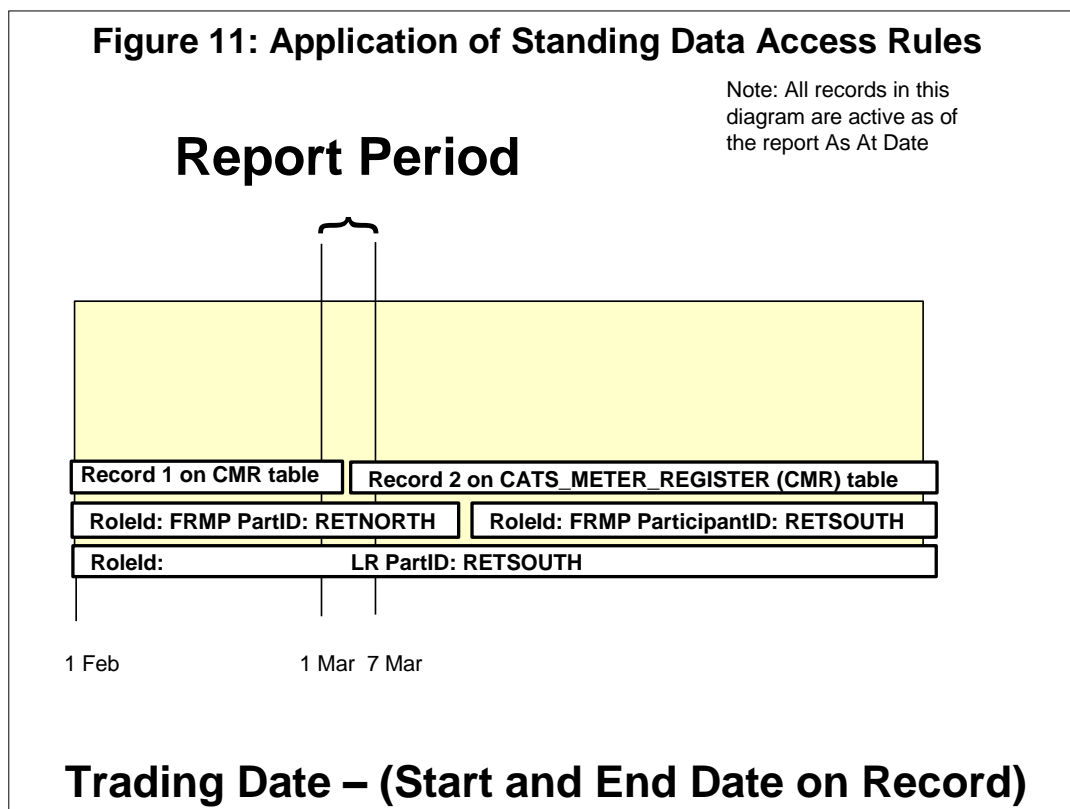 Figure 11: Application of Standing Data Access Rules
Note: All records in this
diagram are active as of
the report As At Date
Report Period
Record 1 on CMR table
Record 2 on CATS_METER_REGISTER (CMR) table
RoleId: FRMP PartID: RETNORTH
RoleId: FRMP ParticipantID: RETSOUTH
RoleId: LR PartID: RETSOUTH
1 Feb
1 Mar
7 Mar
Trading Date – (Start and End Date on Record)